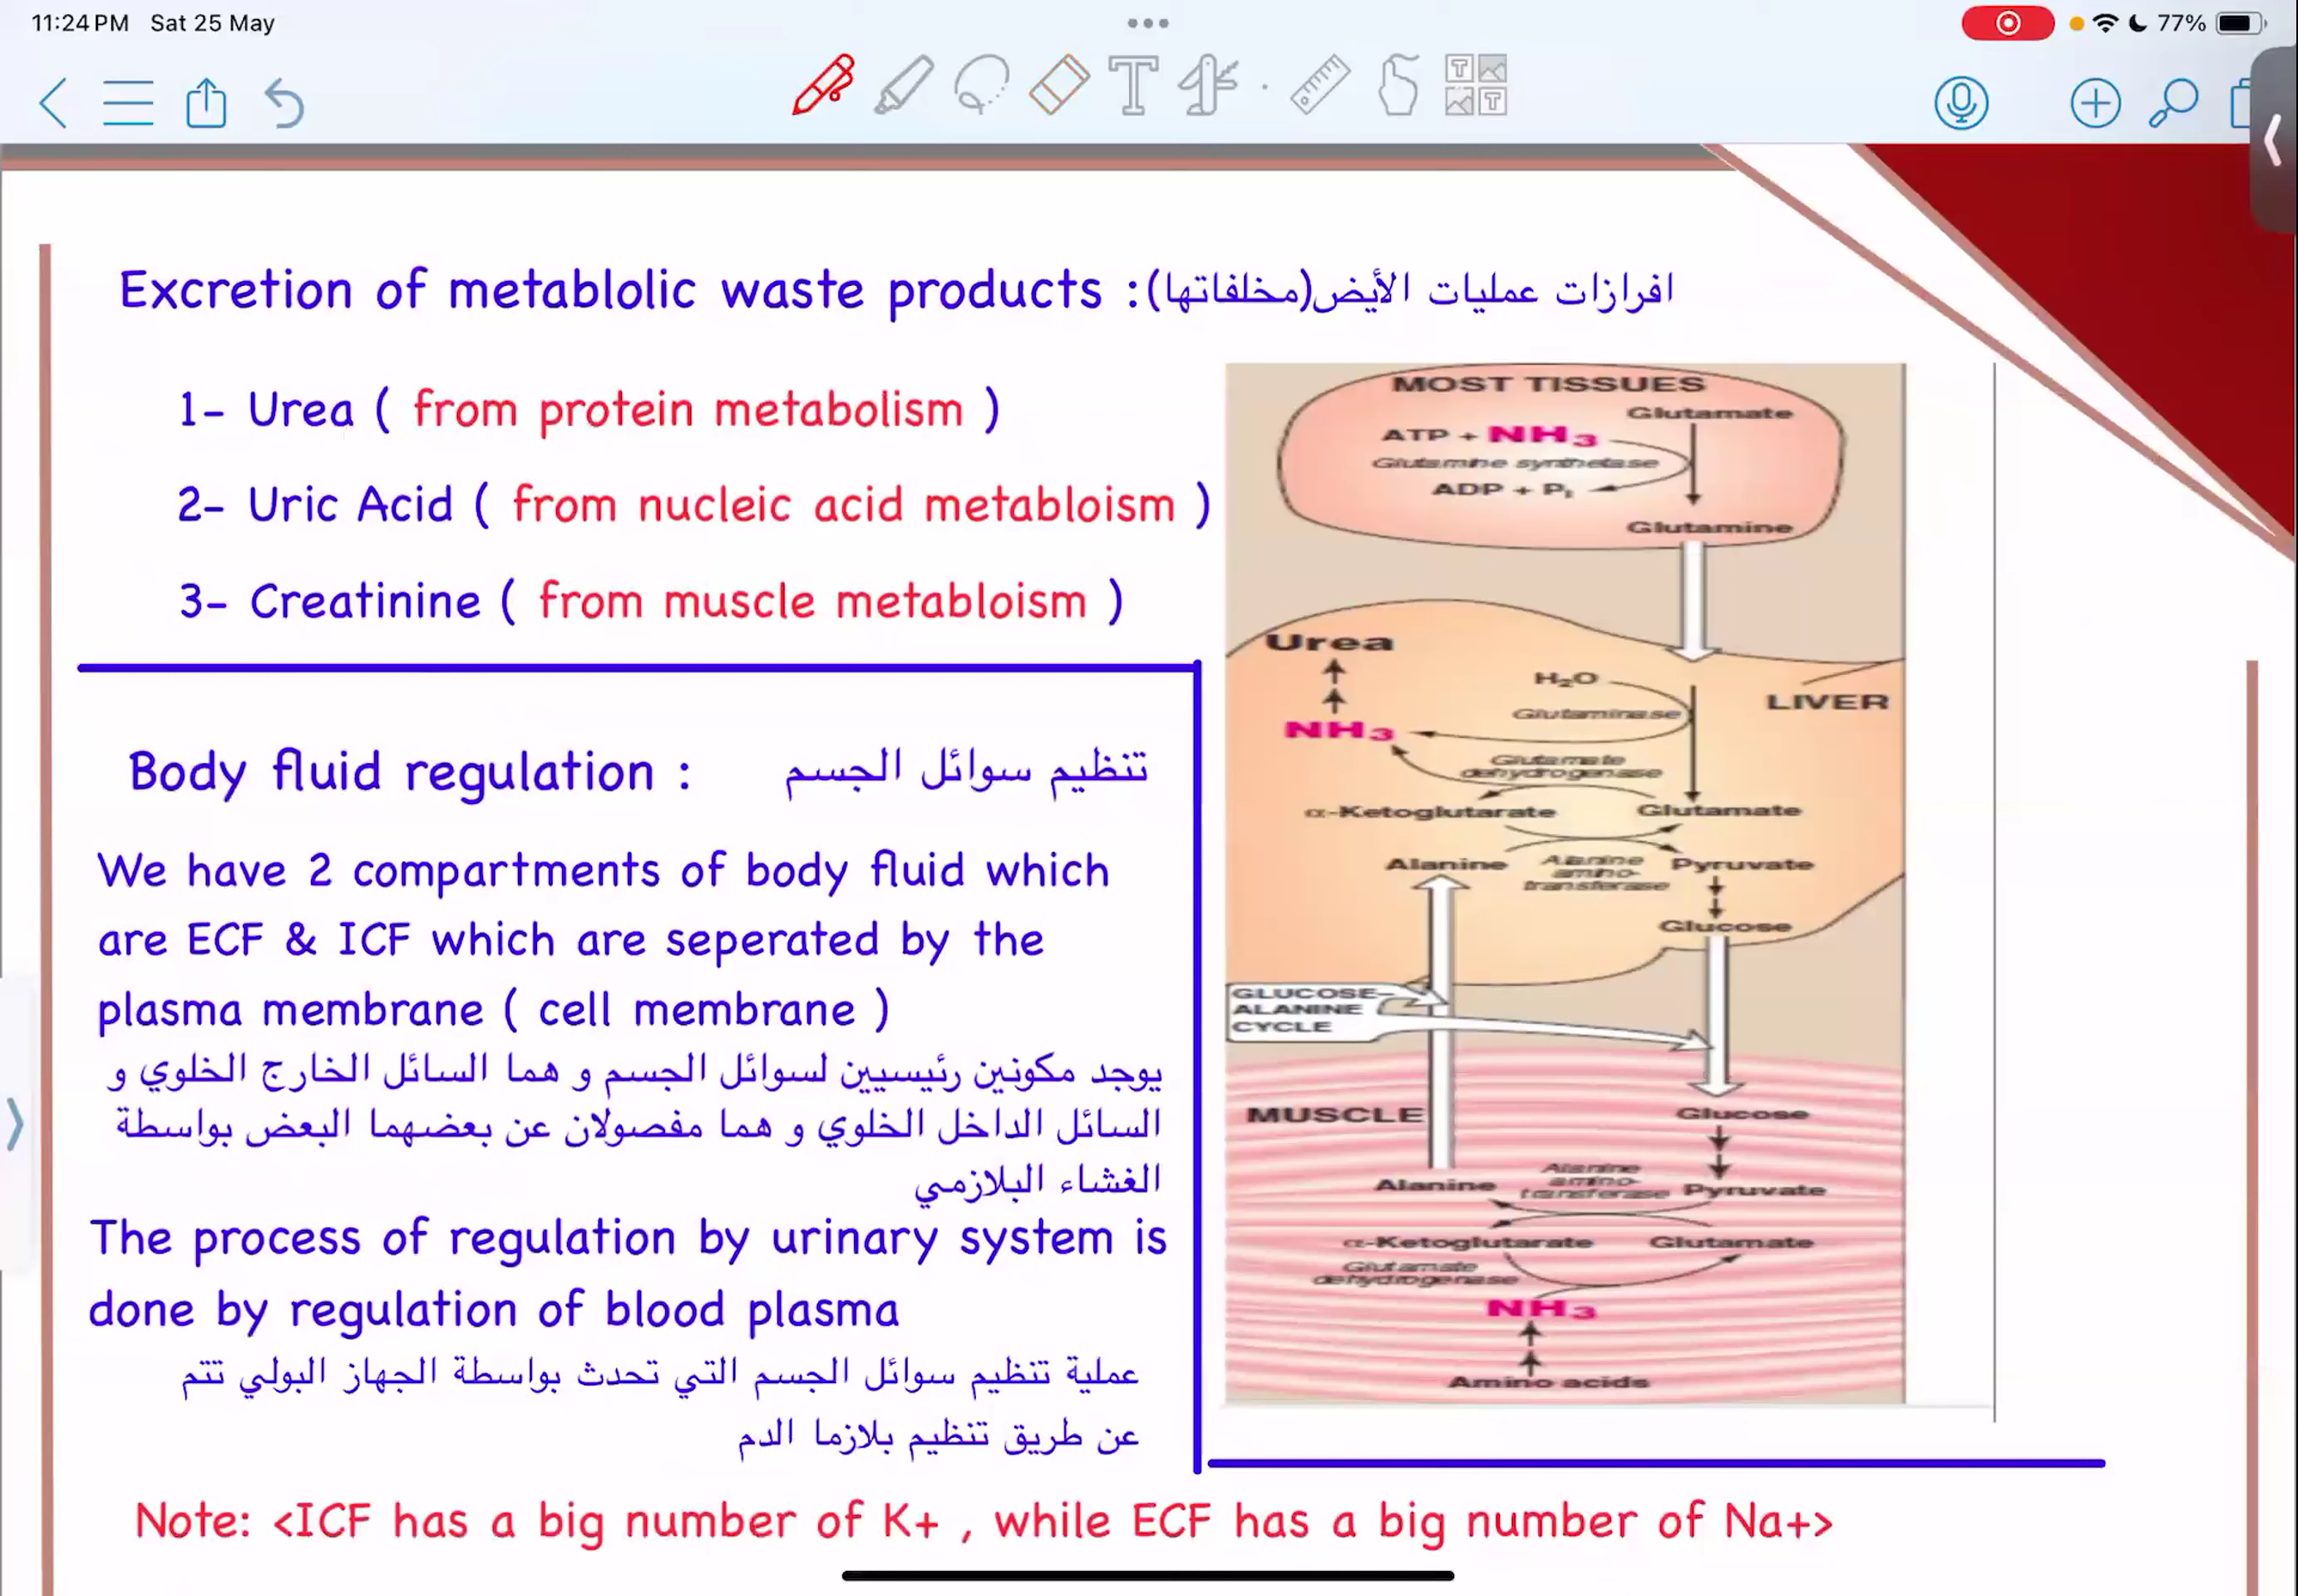 11:24 PM Sat 25 May
77%
Excretion of metablolic waste products : افرازات عمليات الأيض(مخلفاتها)
1- Urea ( from protein metabolism )
2- Uric Acid ( from nucleic acid metabloism )
3- Creatinine ( from muscle metabloism )
Body fluid regulation : تنظيم سوائل الجسم
We have 2 compartments of body fluid which
are ECF & ICF which are seperated by the
plasma membrane ( cell membrane )
يوجد مكونين رئيسيين لسوائل الجسم و هما السائل الخارج الخلوي و
السائل الداخل الخلوي و هما مفصولان عن بعضهما البعض بواسطة
الغشاء البلازمي
The process of regulation by urinary system is
done by regulation of blood plasma
عملية تنظيم سوائل الجسم التي تحدث بواسطة الجهاز البولي تتم
عن طريق تنظيم بلازما الدم
MOST TISSUES
Glutamate
ATP + NH3
Glutamine synthetase
ADP + Pi
Glutamine
Urea
H2O
LIVER
Glutaminase
NH3
Glutamate
dehydrogenase
α-Ketoglutarate Glutamate
Alanine Alanine Pyruvate
amino-
transferase
Glucose
GLUCOSE-
ALANINE
CYCLE
MUSCLE
Glucose
Alanine
amino-
Alanine transferase Pyruvate
α-Ketoglutarate Glutamate
Glutamate
dehydrogenase
NH3
Amino acids
Note: <ICF has a big number of K+ , while ECF has a big number of Na+>